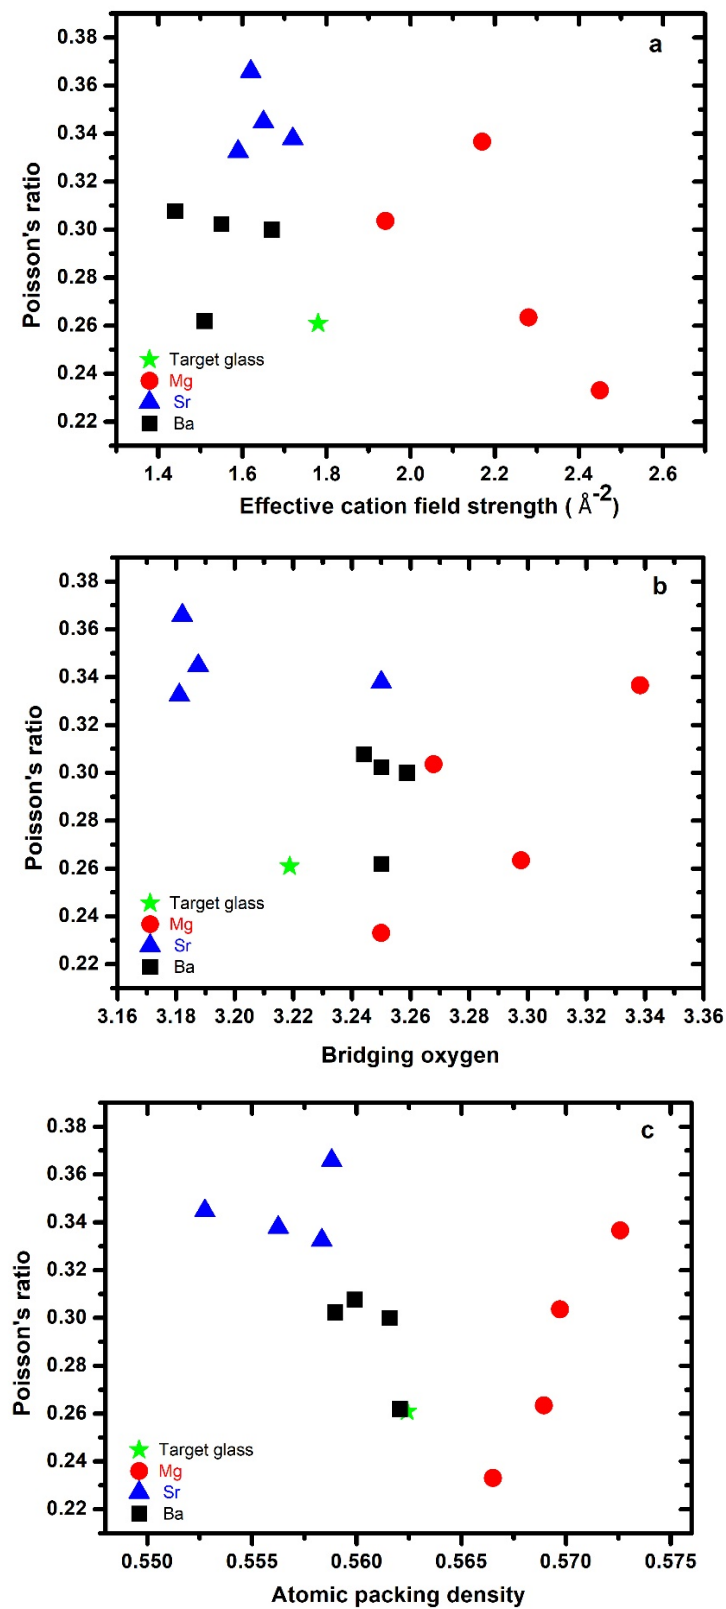 a
0.38
0.36
0.34
0.32
0.30
0.28
0.26
0.24
0.22
Poisson's ratio
Target glass
Mg
Sr
Ba
1.4 1.6 1.8 2.0 2.2 2.4 2.6
Effective cation field strength ( Å-2)
b
0.38
0.36
0.34
0.32
0.30
0.28
0.26
0.24
0.22
Poisson's ratio
Target glass
Mg
Sr
Ba
3.16 3.18 3.20 3.22 3.24 3.26 3.28 3.30 3.32 3.34 3.36
Bridging oxygen
c
0.38
0.36
0.34
0.32
0.30
0.28
0.26
0.24
0.22
Poisson's ratio
Target glass
Mg
Sr
Ba
0.550 0.555 0.560 0.565 0.570 0.575
Atomic packing density